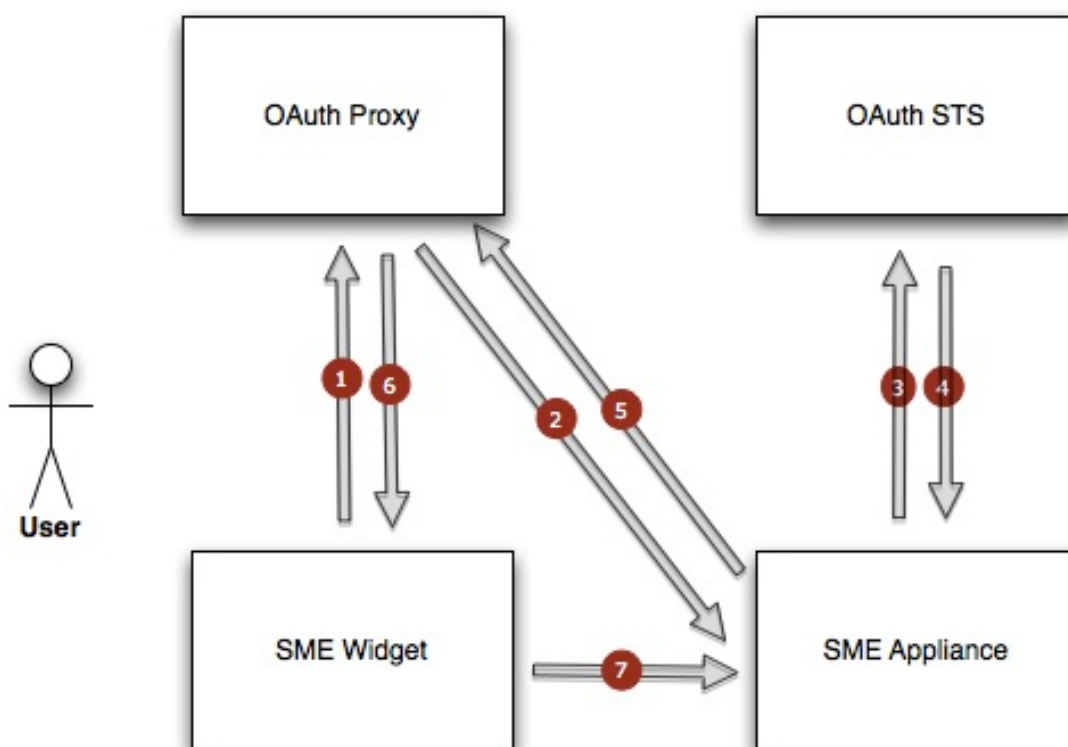 OAuth Proxy
OAuth STS
1
6
2
5
3
4
User
SME Widget
7
SME Appliance